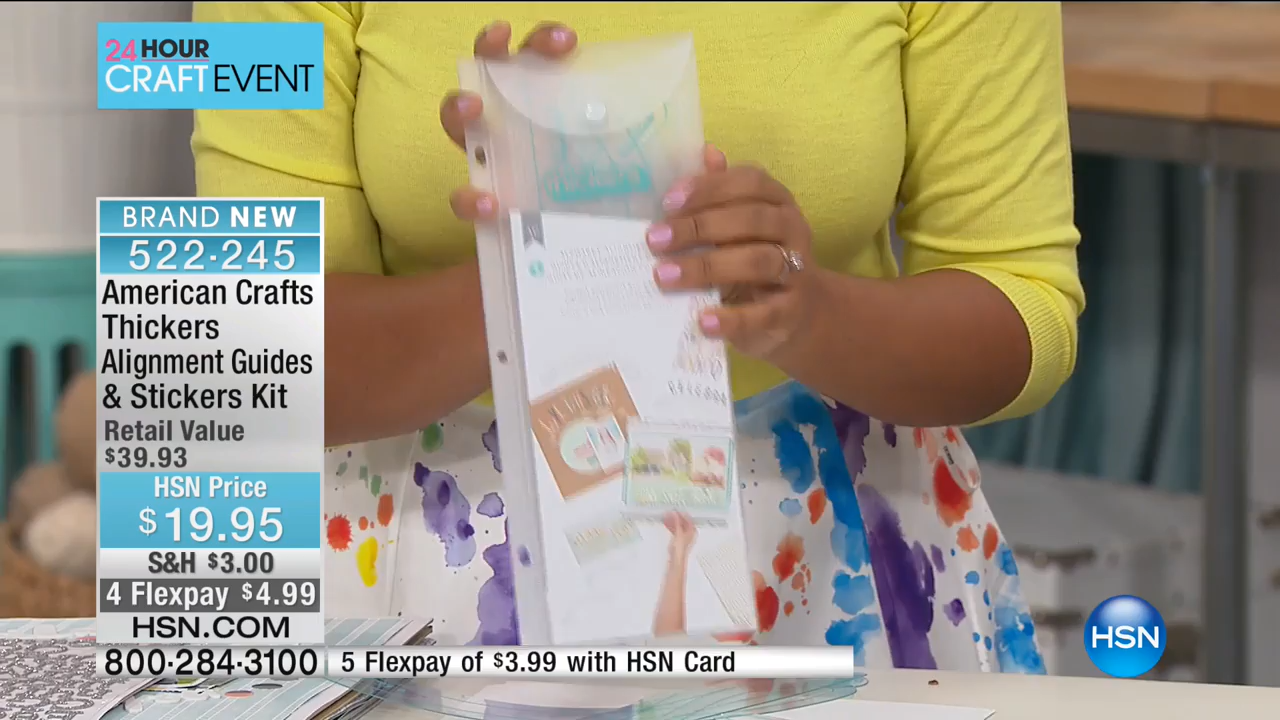 24 HOUR
CRAFT EVENT
BRAND NEW
522-245
American Crafts
Thickers
Alignment Guides
& Stickers Kit
Retail Value
$39.93
HSN Price
$19.95
S&H $3.00
4 Flexpay $4.99
HSN.COM
800-284-3100
5 Flexpay of $3.99 with HSN Card
HSN